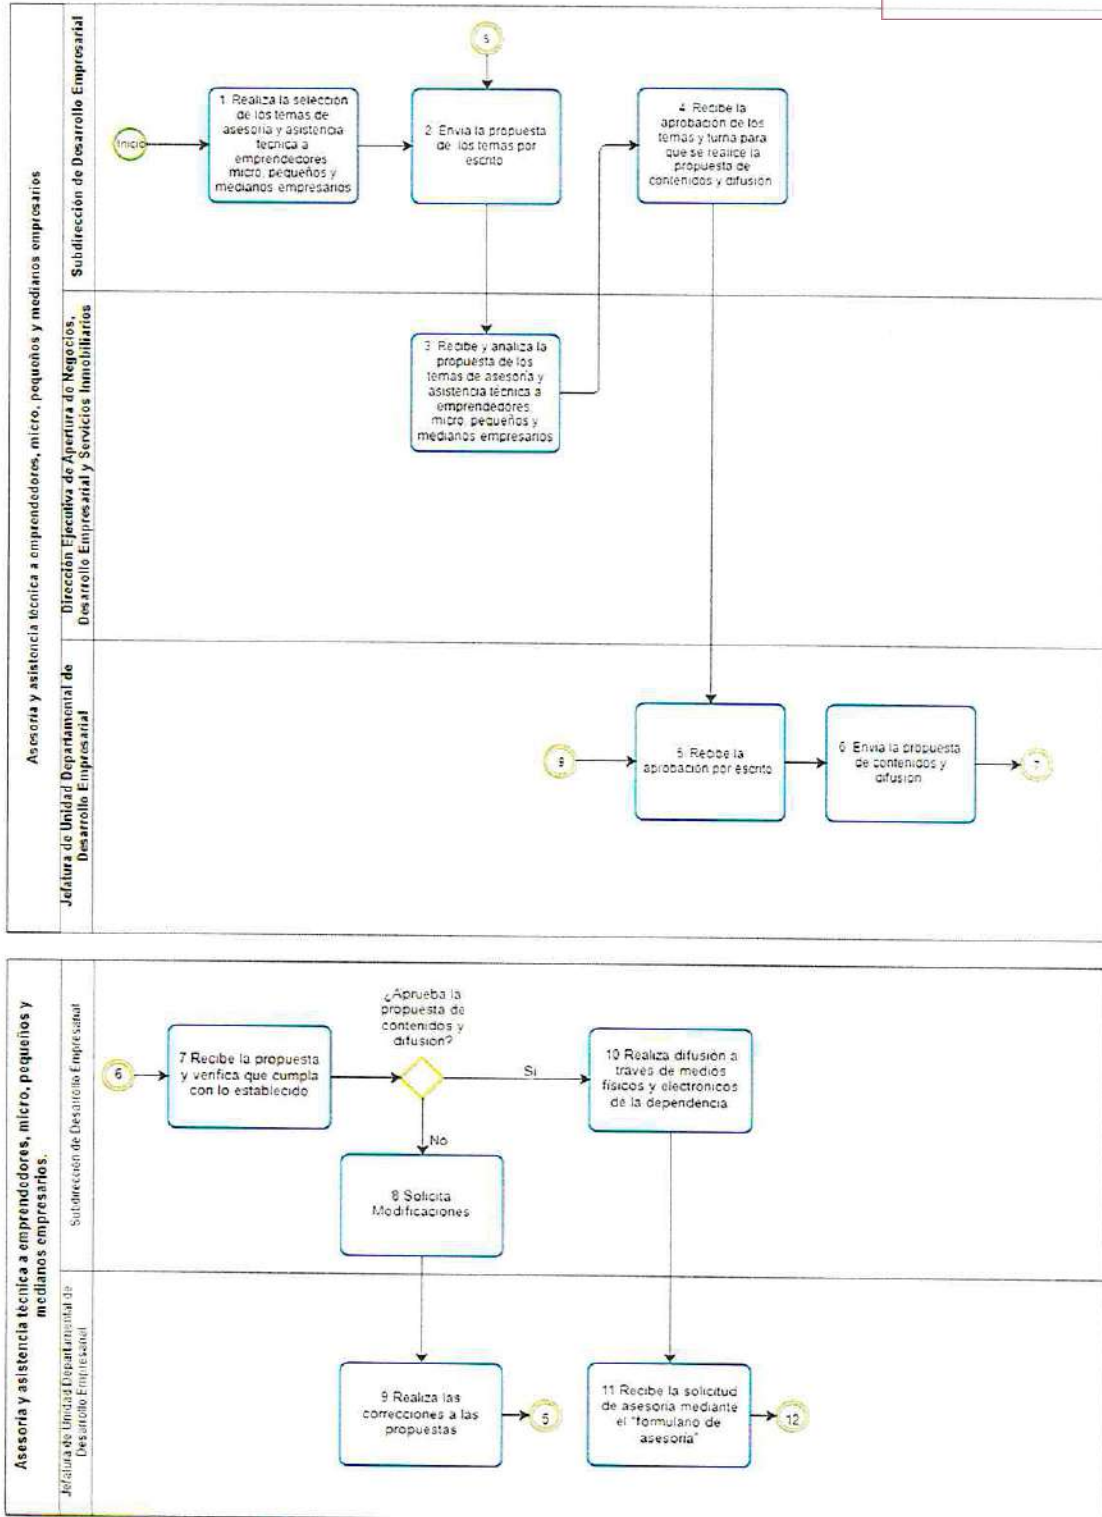 Asesoría y asistencia técnica a emprendedores, micro, pequeños y medianos empresarios
Subdirección de Desarrollo Empresarial
Inicio
1 Realiza la selección
de los temas de
asesoría y asistencia
técnica a
emprendedores
micro, pequeños y
medianos empresarios
2 Envia la propuesta
de los temas por
escrito
4 Recibe la
aprobación de los
temas y turna para
que se realice la
propuesta de
contenidos y difusión
Dirección Ejecutiva de Apertura de Negocios,
Desarrollo Empresarial y Servicios Inmobiliarios
3 Recibe y analiza la
propuesta de los
temas de asesoría y
asistencia técnica a
emprendedores,
micro, pequeños y
medianos empresarios
Jefatura de Unidad Departamental de
Desarrollo Empresarial
9
5 Recibe la
aprobación por escrito
6 Envia la propuesta
de contenidos y
difusión
7
Asesoría y asistencia técnica a emprendedores, micro, pequeños y
medianos empresarios.
Subdirección de Desarrollo Empresarial
6
7 Recibe la propuesta
y verifica que cumpla
con lo establecido
¿Aprueba la
propuesta de
contenidos y
difusión?
Si
No
10 Realiza difusión a
través de medios
físicos y electrónicos
de la dependencia
8 Solicita
Modificaciones
Jefatura de Unidad Departamental de
Desarrollo Empresarial
9 Realiza las
correcciones a las
propuestas
5
11 Recibe la solicitud
de asesoría mediante
el "formulario de
asesoría"
12